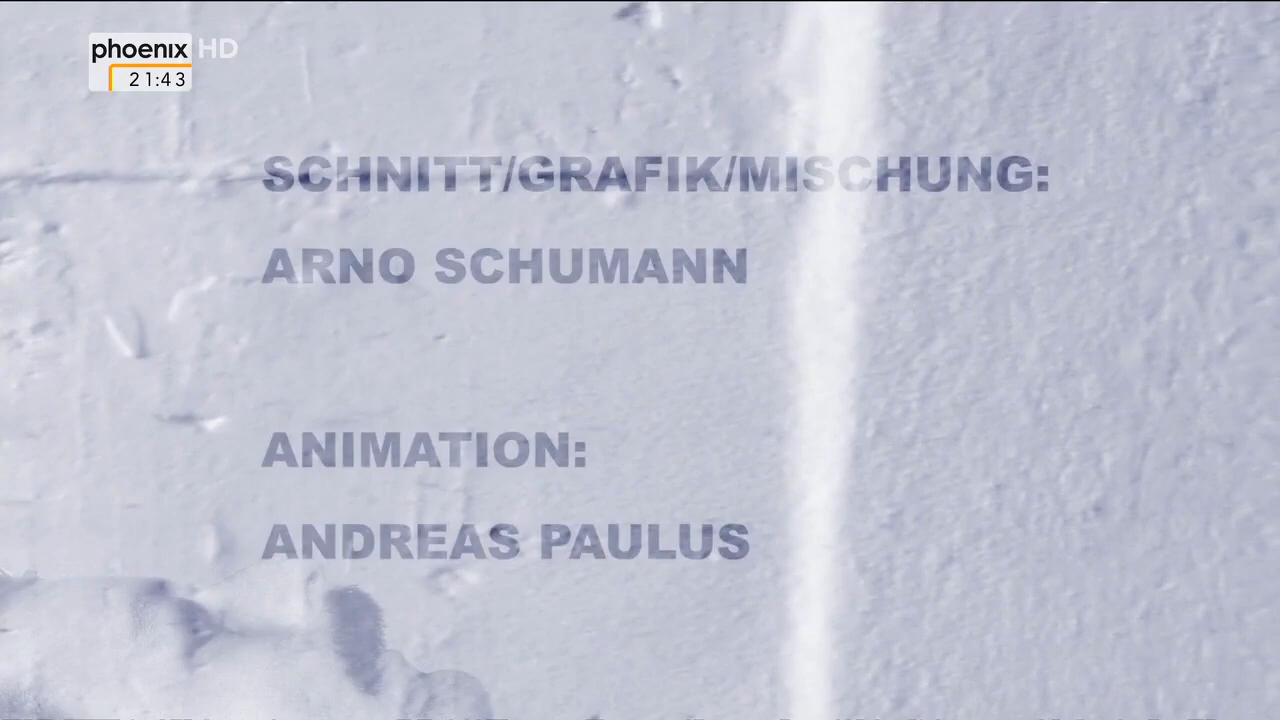 phoenix HD
21:43
SCHNITT/GRAFIK/MISCHUNG:
ARNO SCHUMANN
ANIMATION:
ANDREAS PAULUS